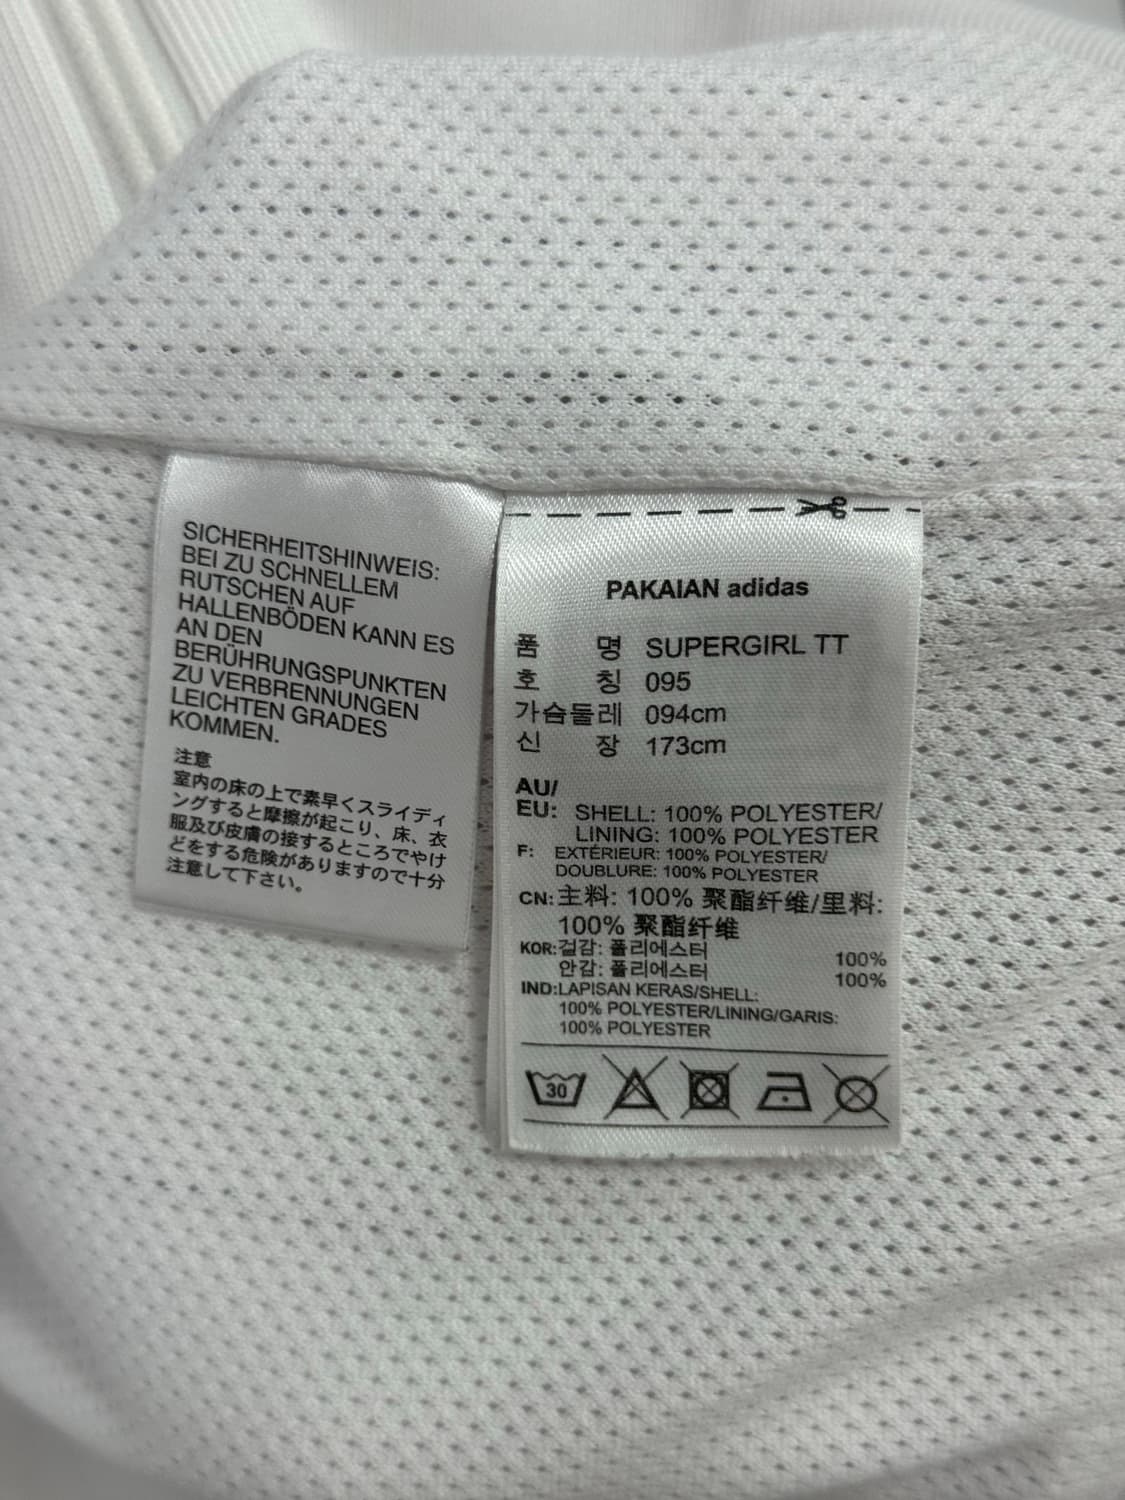 SICHERHEITSHINWEIS:
BEI ZU SCHNELLEM
RUTSCHEN AUF
HALLENBÖDEN KANN ES
AN DEN
BERÜHRUNGSPUNKTEN
ZU VERBRENNUNGEN
LEICHTEN GRADES
KOMMEN.
注意
室内の床の上で素早くスライディ
ングすると摩擦が起こり、床、衣
服及び皮膚の接するところでやけ
どをする危険がありますので十分
注意して下さい。
PAKAIAN adidas
품 명 SUPERGIRL TT
호 칭 095
가슴둘레 094cm
신 장 173cm
AU/
EU: SHELL: 100% POLYESTER/
LINING: 100% POLYESTER
F: EXTÉRIEUR: 100% POLYESTER/
DOUBLURE: 100% POLYESTER
CN: 主料: 100% 聚酯纤维/里料:
100% 聚酯纤维
KOR: 겉감: 폴리에스터 100%
안감: 폴리에스터 100%
IND: LAPISAN KERAS/SHELL:
100% POLYESTER/LINING/GARIS:
100% POLYESTER
30